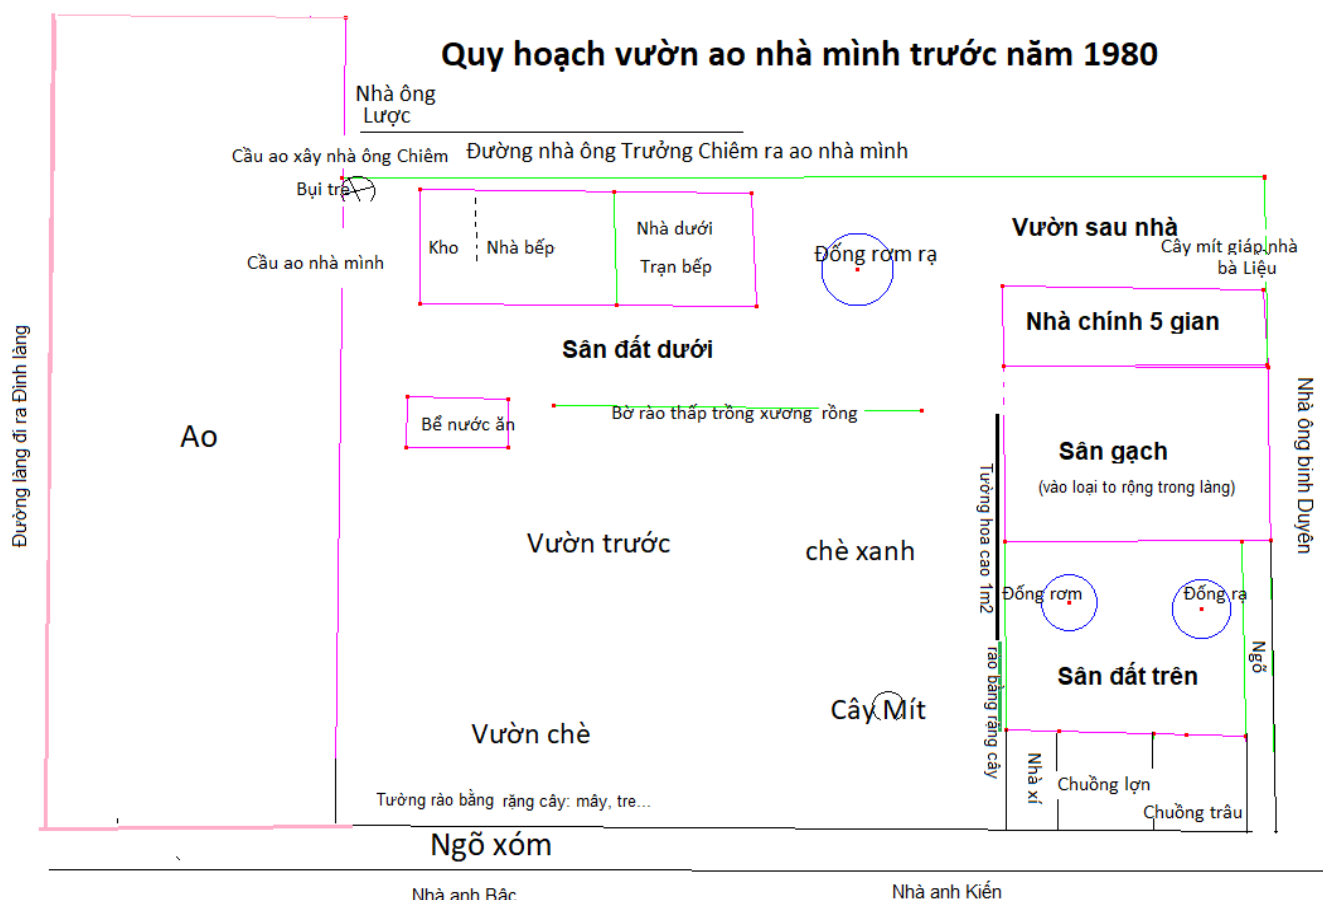 Quy hoạch vườn ao nhà mình trước năm 1980
Nhà ông
Lược
Cầu ao xây nhà ông Chiêm
Đường nhà ông Trưởng Chiêm ra ao nhà mình
Bụi tre
Vườn sau nhà
Kho
Nhà bếp
Nhà dưới
Trạn bếp
Đống rơm rạ
Cây mít giáp nhà
bà Liệu
Cầu ao nhà mình
Nhà chính 5 gian
Sân đất dưới
Đường làng đi ra Đình làng
Ao
Bể nước ăn
Bờ rào thấp trồng xương rồng
Sân gạch
(vào loại to rộng trong làng)
Nhà ông binh Duyên
Tường hoa cao 1m2
Vườn trước
chè xanh
Đống rơm
Đống rạ
Ngõ
rào bằng rặng cây
Sân đất trên
Cây Mít
Vườn chè
Nhà xí
Chuồng lợn
Chuồng trâu
Tường rào bằng rặng cây: mây, tre...
Ngõ xóm
Nhà anh Bắc
Nhà anh Kiến